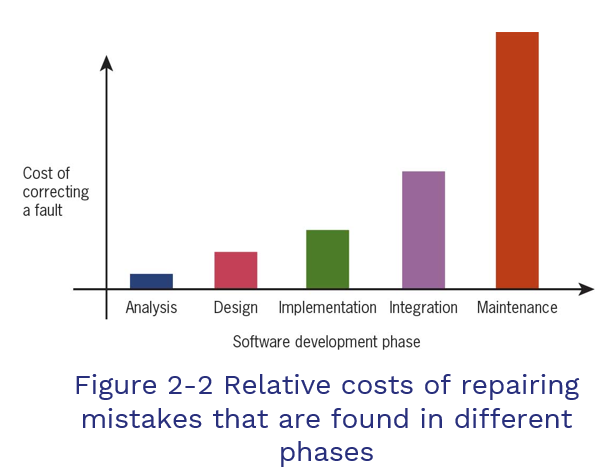 Cost of
correcting
a fault
Analysis Design Implementation Integration Maintenance
Software development phase
Figure 2-2 Relative costs of repairing
mistakes that are found in different
phases